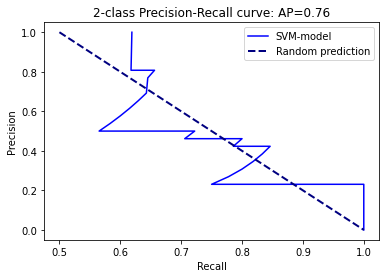 2-class Precision-Recall curve: AP=0.76
SVM-model
Random prediction
Precision
1.0
0.8
0.6
0.4
0.2
0.0
0.5 0.6 0.7 0.8 0.9 1.0
Recall